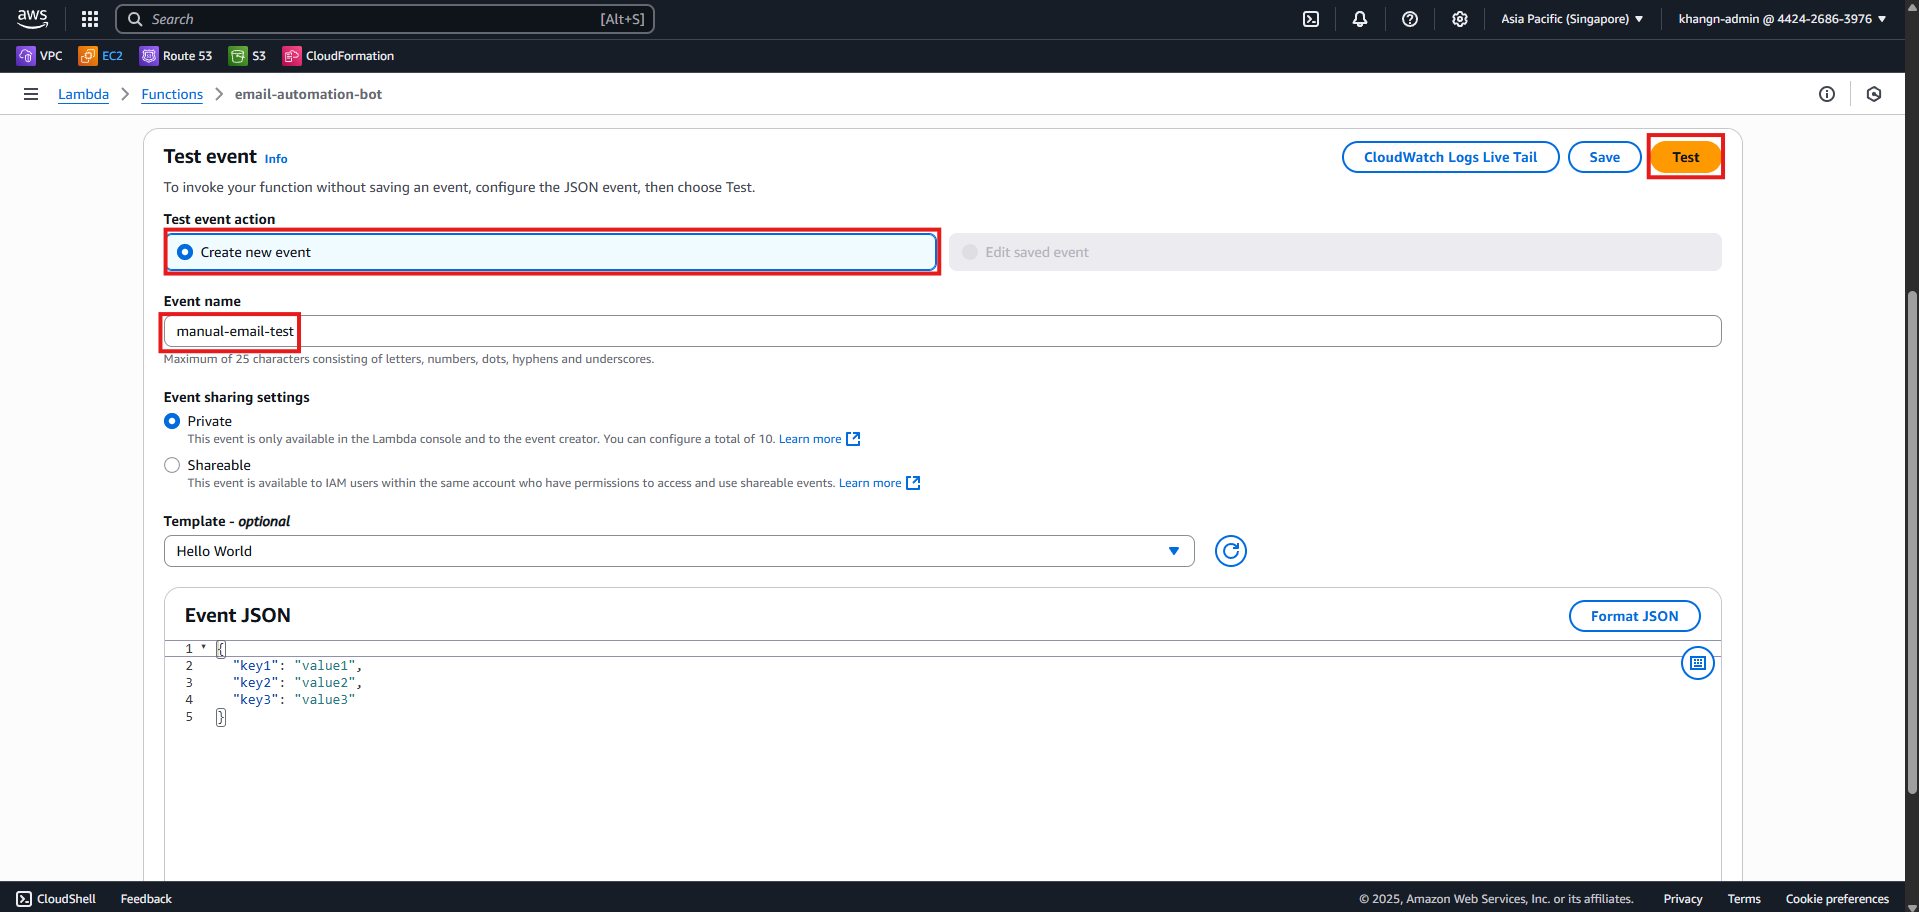 aws
Search [Alt+S]
Asia Pacific (Singapore) khangn-admin @ 4424-2686-3976
VPC EC2 Route 53 S3 CloudFormation
Lambda Functions email-automation-bot
Test event Info
CloudWatch Logs Live Tail Save Test
To invoke your function without saving an event, configure the JSON event, then choose Test.
Test event action
Create new event Edit saved event
Event name
manual-email-test
Maximum of 25 characters consisting of letters, numbers, dots, hyphens and underscores.
Event sharing settings
Private
This event is only available in the Lambda console and to the event creator. You can configure a total of 10. Learn more
Shareable
This event is available to IAM users within the same account who have permissions to access and use shareable events. Learn more
Template - optional
Hello World
Event JSON Format JSON
1 {
2 "key1": "value1",
3 "key2": "value2",
4 "key3": "value3"
5 }
CloudShell Feedback © 2025, Amazon Web Services, Inc. or its affiliates. Privacy Terms Cookie preferences